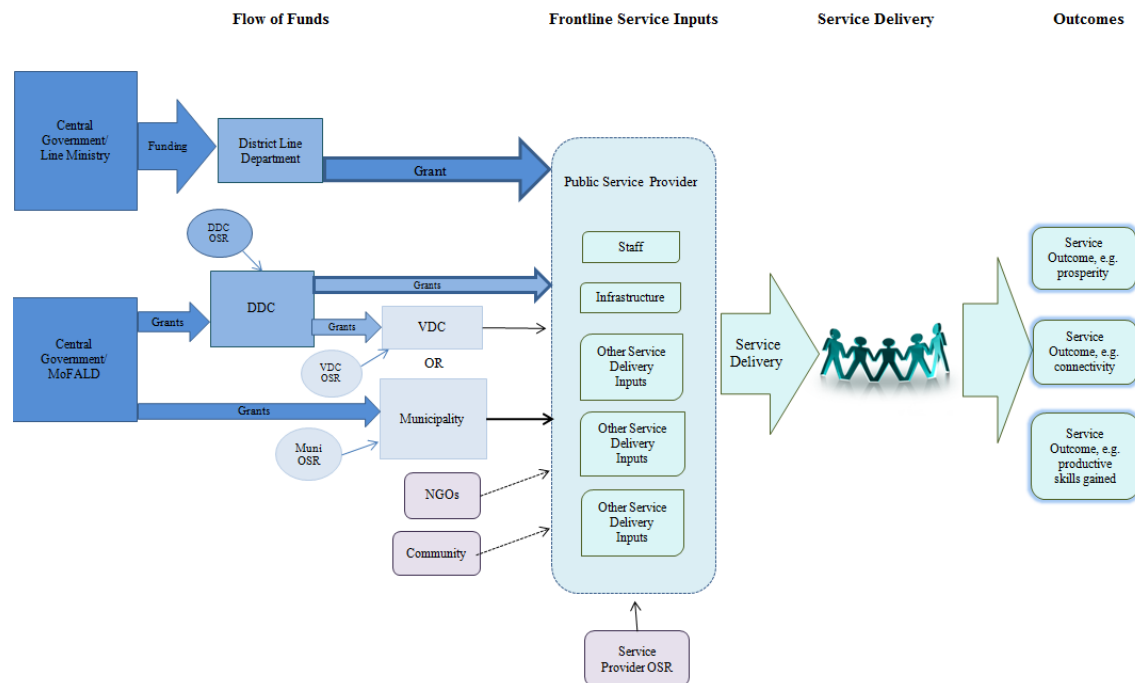 Flow of Funds
Frontline Service Inputs
Service Delivery
Outcomes
Central
Government/
Line Ministry
Funding
District Line
Department
Grant
Public Service Provider
DDC
OSR
Staff
Service
Outcome, e.g.
prosperity
DDC
Grants
Infrastructure
Central
Government/
MoFALD
Grants
Grants
VDC
VDC
OSR
OR
Other Service
Delivery
Inputs
Service
Delivery
Service
Outcome, e.g.
connectivity
Grants
Municipality
Muni
OSR
Other Service
Delivery
Inputs
Service
Outcome, e.g.
productive
skills gained
NGOs
Other Service
Delivery
Inputs
Community
Service
Provider OSR